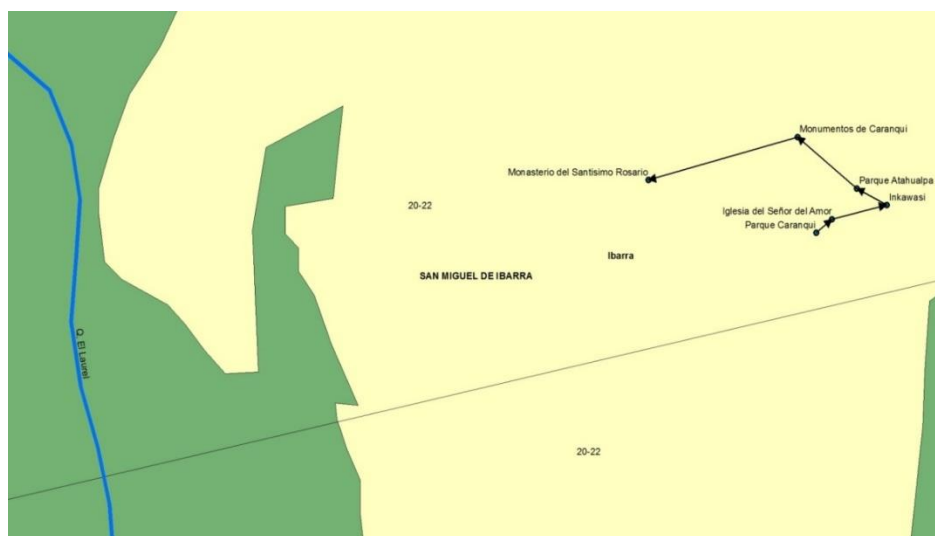 Monumentos de Caranqui
Monasterio del Santisimo Rosario
Parque Atahualpa
Inkawasi
20-22
Iglesia del Señor del Amor
Parque Caranqui
Ibarra
SAN MIGUEL DE IBARRA
Q. El Laurel
20-22